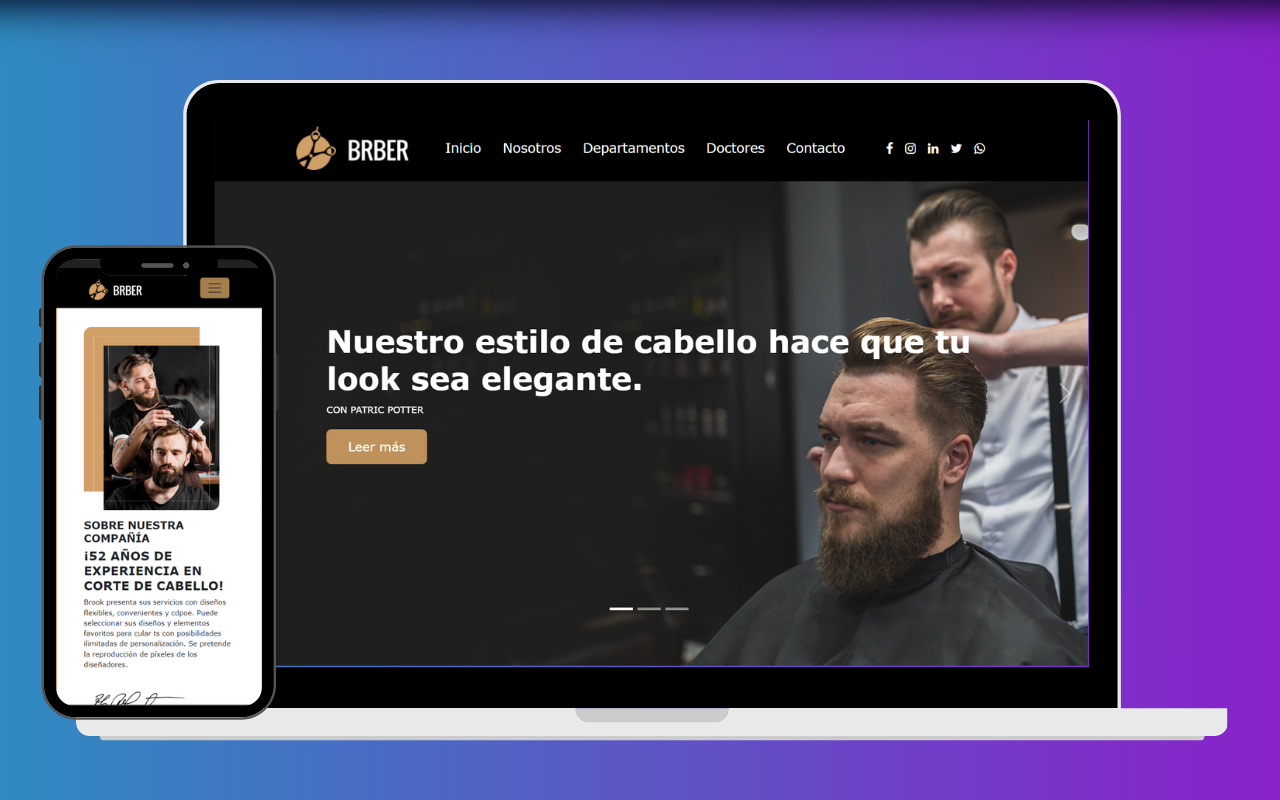 BRBER
Inicio Nosotros Departamentos Doctores Contacto
Nuestro estilo de cabello hace que tu
look sea elegante.
CON PATRIC POTTER
Leer más
BRBER
SOBRE NUESTRA
COMPAÑÍA
¡52 AÑOS DE
EXPERIENCIA EN
CORTE DE CABELLO!
Brook presenta sus servicios con diseños
flexibles, convenientes y cdpoe. Puede
seleccionar sus diseños y elementos
favoritos para cular ts con posibilidades
ilimitadas de personalización. Se pretende
la reproducción de píxeles de los
diseñadores.